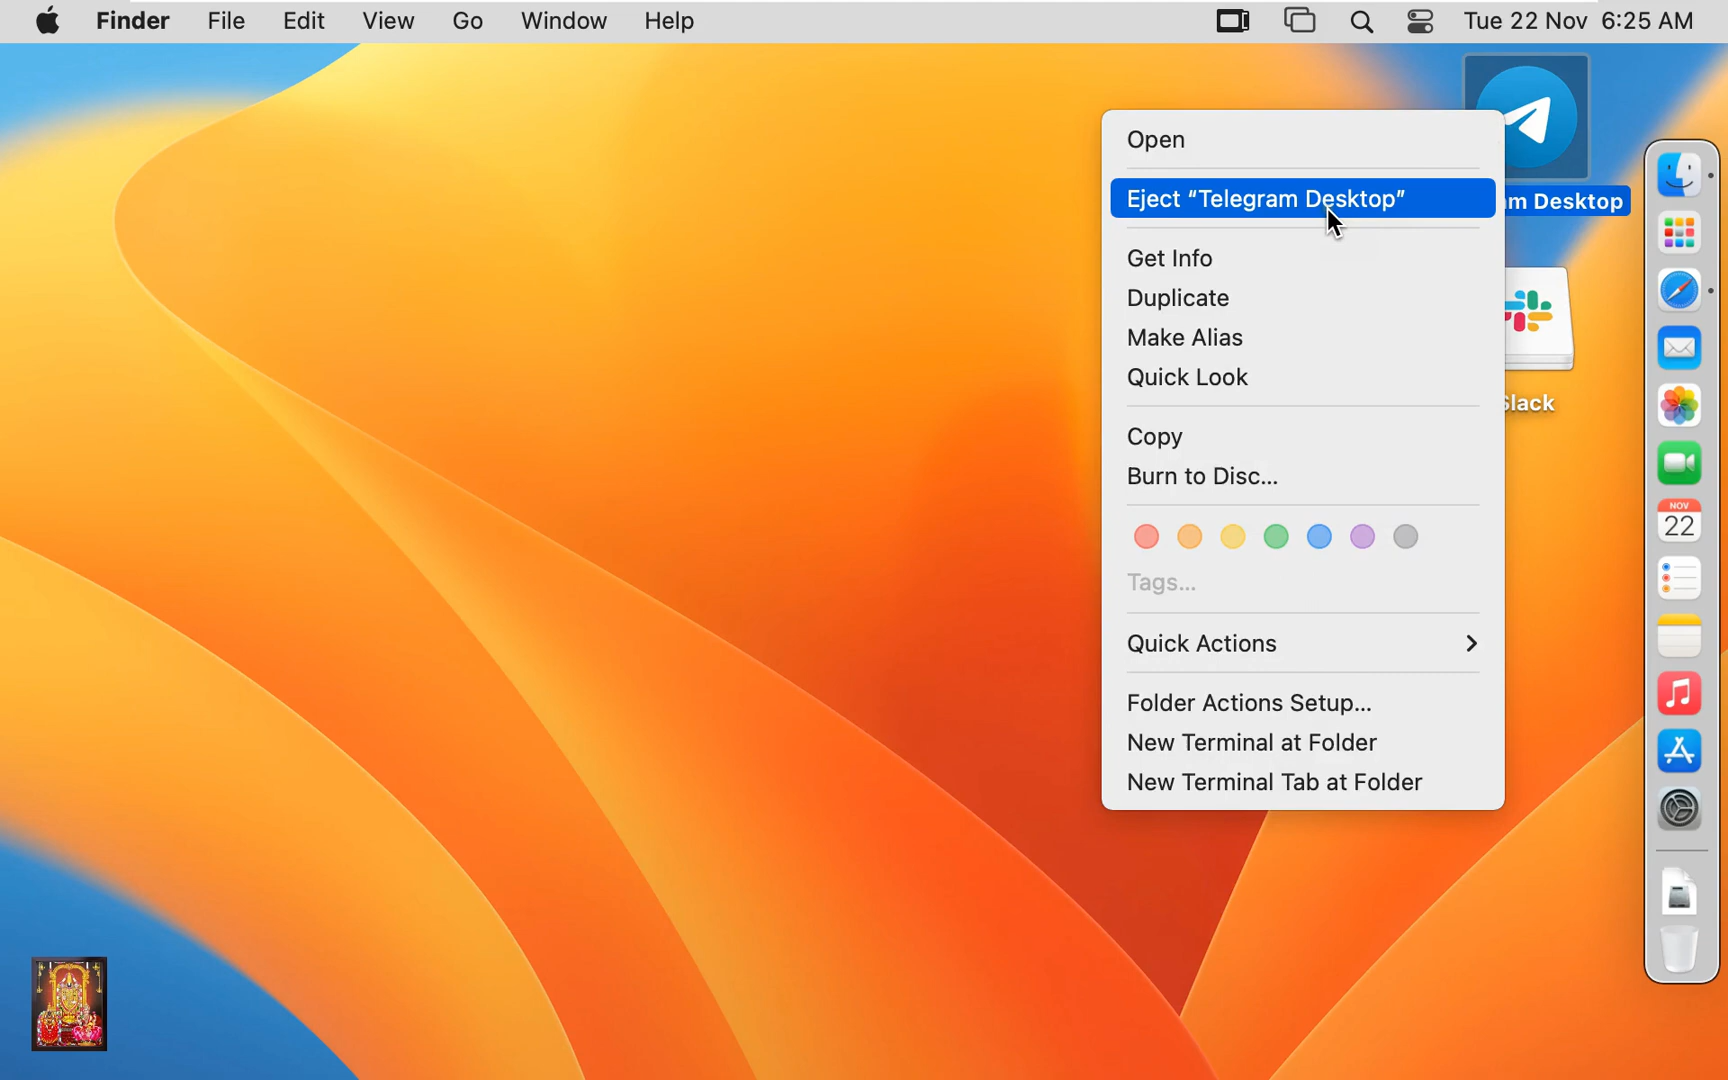 Finder File Edit View Go Window Help Tue 22 Nov 6:25 AM
Open
Eject “Telegram Desktop”
m Desktop
Get Info
Duplicate
Make Alias
Quick Look
Slack
Copy
Burn to Disc...
NOV
22
Tags...
Quick Actions
Folder Actions Setup...
New Terminal at Folder
New Terminal Tab at Folder